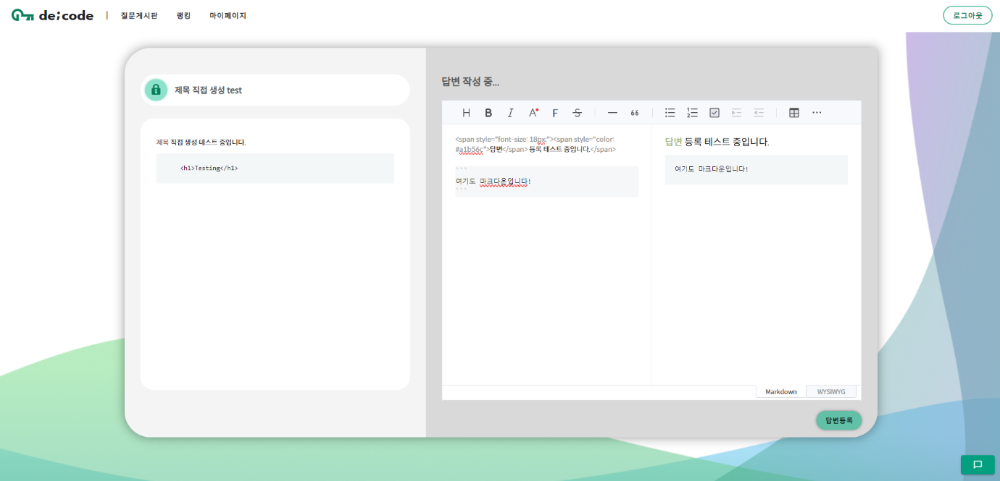 de;code | 질문게시판 랭킹 마이페이지 로그아웃
제목 직접 생성 test
제목 직접 생성 테스트 중입니다.
<h1>Testing</h1>
답변 작성 중...
H B I A F S — 66 ...
<span style="font-size: 18px;"><span style="color:
#a1b56c">답변</span> 등록 테스트 중입니다.</span>
```
여기도 마크다운입니다!
```
답변 등록 테스트 중입니다.
여기도 마크다운입니다!
Markdown WYSIWYG
답변등록